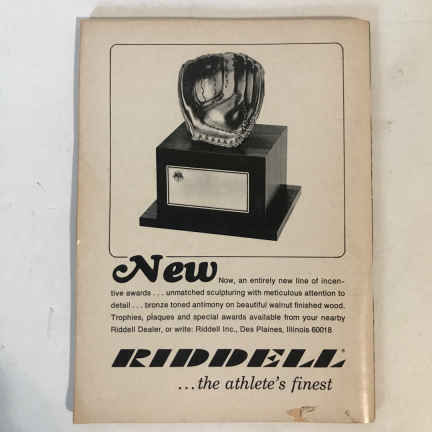 New Now, an entirely new line of incen-
tive awards . . . unmatched sculpturing with meticulous attention to
detail . . . bronze toned antimony on beautiful walnut finished wood.
Trophies, plaques and special awards available from your nearby
Riddell Dealer, or write: Riddell Inc., Des Plaines, Illinois 60018
RIDDELL®
...the athlete's finest